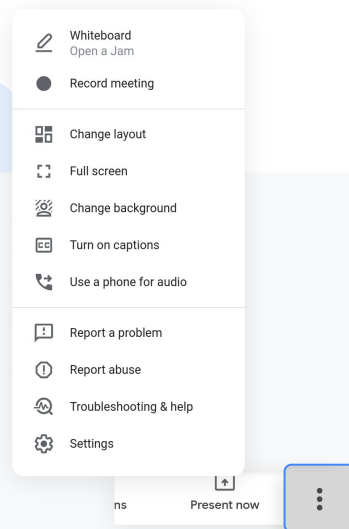 Whiteboard
Open a Jam
Record meeting
Change layout
Full screen
Change background
CC
Turn on captions
Use a phone for audio
Report a problem
Report abuse
Troubleshooting & help
Settings
ns
Present now